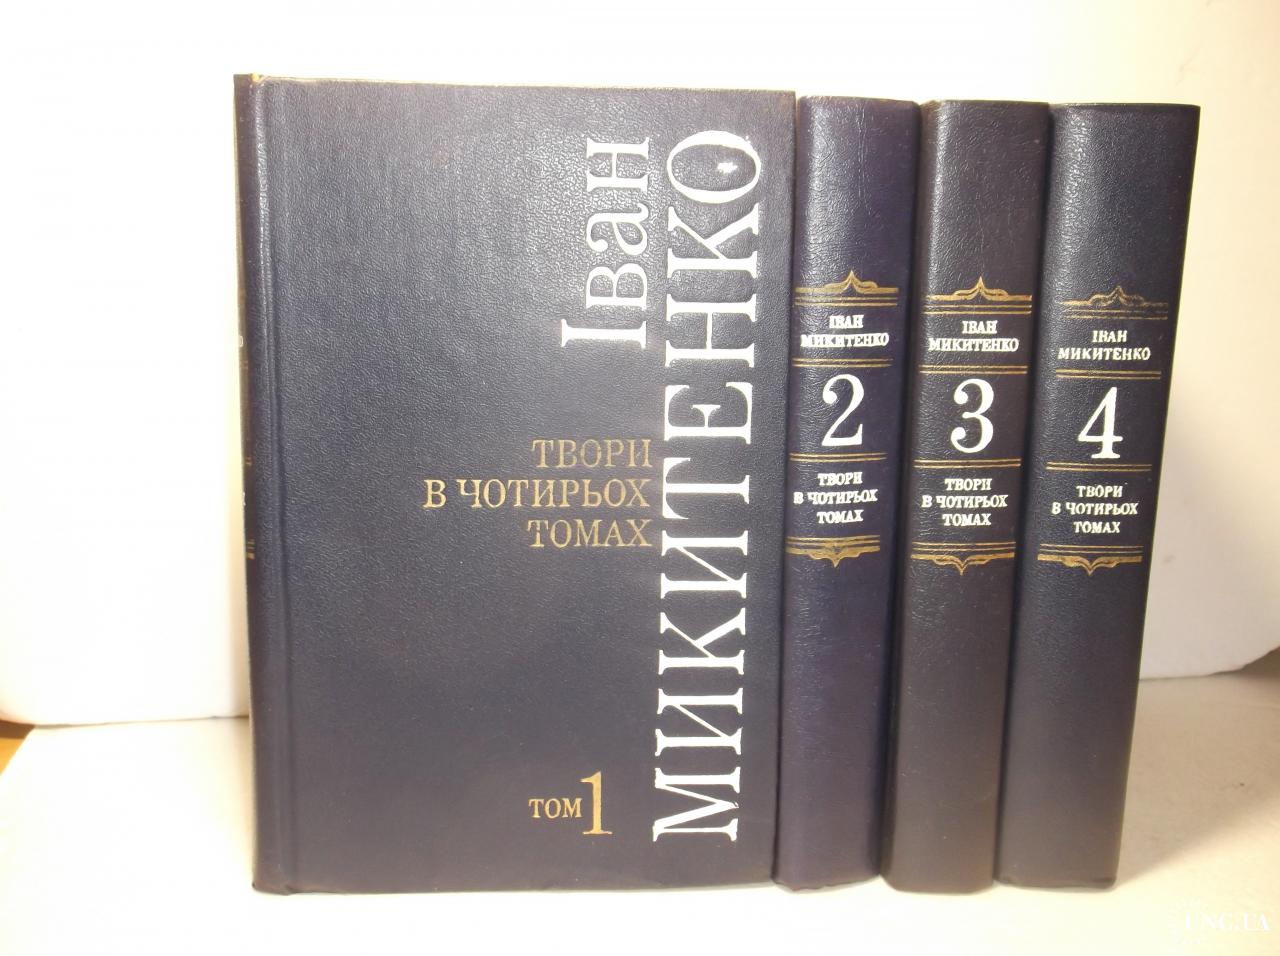 Іван
МИКИТЕНКО
ТВОРИ
В ЧОТИРЬОХ
ТОМАХ
ТОМ 1
ІВАН
МИКИТЕНКО
2
ТВОРИ
В ЧОТИРЬОХ
ТОМАХ
ІВАН
МИКИТЕНКО
3
ТВОРИ
В ЧОТИРЬОХ
ТОМАХ
ІВАН
МИКИТЕНКО
4
ТВОРИ
В ЧОТИРЬОХ
ТОМАХ
UNC.UA